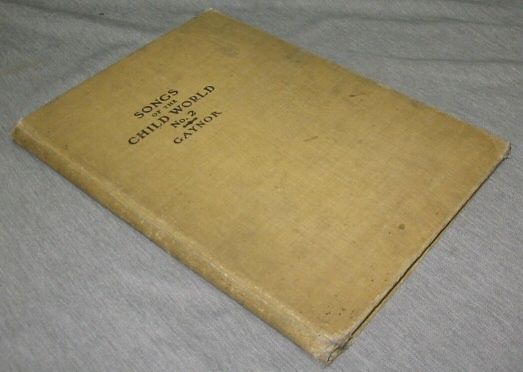 SONGS
OF THE
CHILD WORLD
No. 2
GAYNOR